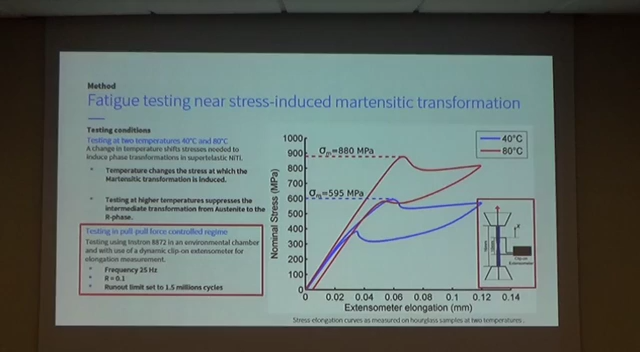 Method
Fatigue testing near stress-induced martensitic transformation
Testing conditions
Testing at two temperatures 40°C and 80°C
A change in temperature shifts stresses needed to
induce phase transformations in superelastic NiTi.
Temperature changes the stress at which the
Martensitic transformation is induced.
Testing at higher temperatures suppresses the
intermediate transformation from Austenite to the
R-phase.
Testing in pull-pull force controlled regime
Testing using Instron 8872 in an environmental chamber
and with use of a dynamic clip-on extensometer for
elongation measurement.
Frequency 25 Hz
R = 0.1
Runout limit set to 1.5 millions cycles
40°C
80°C
σm=880 MPa
σm=595 MPa
Nominal Stress (MPa)
1000
900
800
700
600
500
400
300
200
100
0
0 0.02 0.04 0.06 0.08 0.1 0.12 0.14
Extensometer elongation (mm)
Clip-on
Extensometer
Stress-elongation curves as measured on hourglass samples at two temperatures.